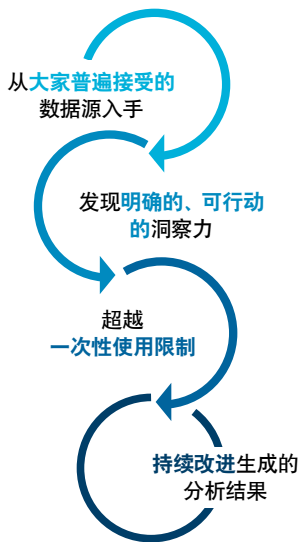 从大家普遍接受的
数据源入手
发现明确的、可行动
的洞察力
超越
一次性使用限制
持续改进生成的
分析结果